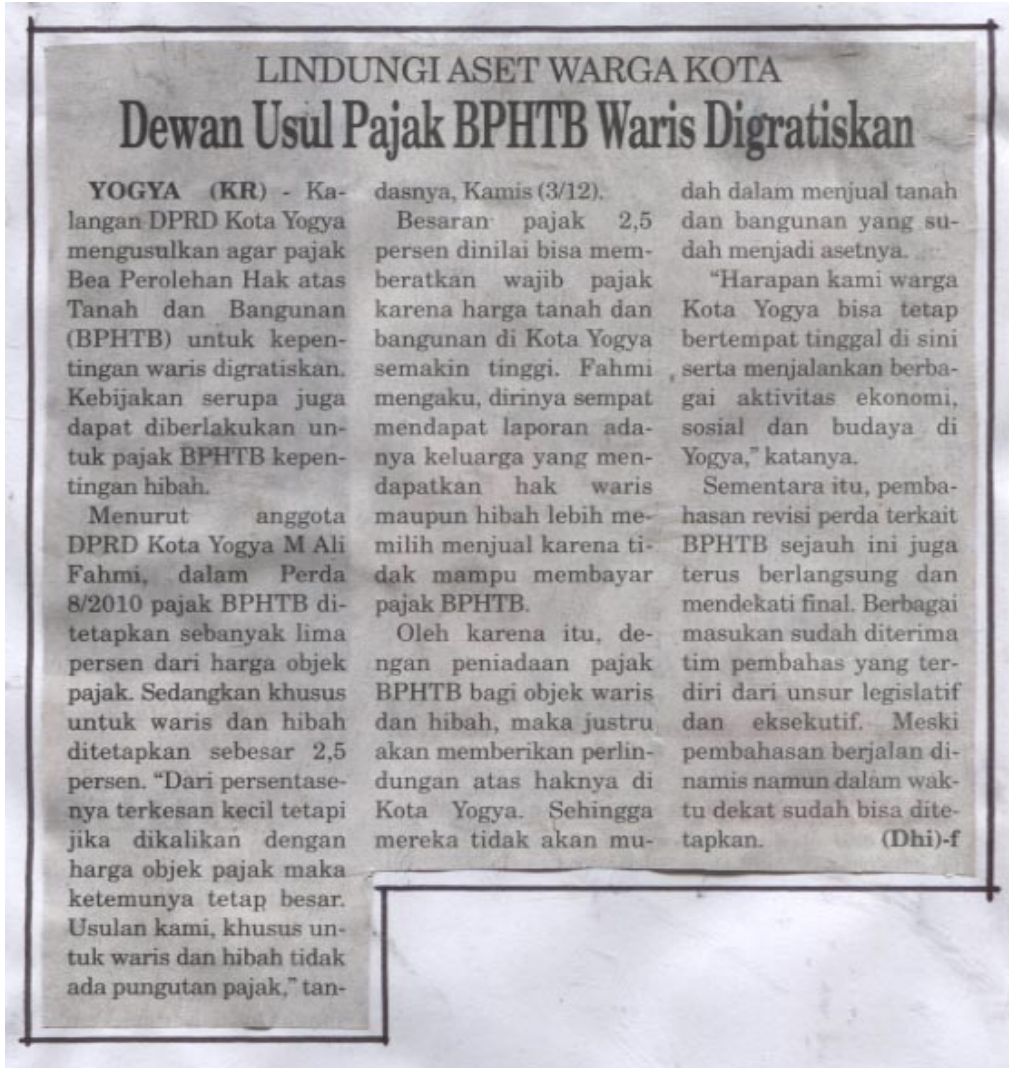 LINDUNGI ASET WARGA KOTA
Dewan Usul Pajak BPHTB Waris Digratiskan
YOGYA (KR) - Ka-
langan DPRD Kota Yogya
mengusulkan agar pajak
Bea Perolehan Hak atas
Tanah dan Bangunan
(BPHTB) untuk kepen-
tingan waris digratiskan.
Kebijakan serupa juga
dapat diberlakukan un-
tuk pajak BPHTB kepen-
tingan hibah.
Menurut anggota
DPRD Kota Yogya M Ali
Fahmi, dalam Perda
8/2010 pajak BPHTB di-
tetapkan sebanyak lima
persen dari harga objek
pajak. Sedangkan khusus
untuk waris dan hibah
ditetapkan sebesar 2,5
persen. “Dari persentase-
nya terkesan kecil tetapi
jika dikalikan dengan
harga objek pajak maka
ketemunya tetap besar.
Usulan kami, khusus un-
tuk waris dan hibah tidak
ada pungutan pajak,” tan-
dasnya, Kamis (3/12).
Besaran pajak 2,5
persen dinilai bisa mem-
beratkan wajib pajak
karena harga tanah dan
bangunan di Kota Yogya
semakin tinggi. Fahmi
mengaku, dirinya sempat
mendapat laporan ada-
nya keluarga yang men-
dapatkan hak waris
maupun hibah lebih me-
milih menjual karena ti-
dak mampu membayar
pajak BPHTB.
Oleh karena itu, de-
ngan peniadaan pajak
BPHTB bagi objek waris
dan hibah, maka justru
akan memberikan perlin-
dungan atas haknya di
Kota Yogya. Sehingga
mereka tidak akan mu-
dah dalam menjual tanah
dan bangunan yang su-
dah menjadi asetnya.
“Harapan kami warga
Kota Yogya bisa tetap
bertempat tinggal di sini
serta menjalankan berba-
gai aktivitas ekonomi,
sosial dan budaya di
Yogya,” katanya.
Sementara itu, pemba-
hasan revisi perda terkait
BPHTB sejauh ini juga
terus berlangsung dan
mendekati final. Berbagai
masukan sudah diterima
tim pembahas yang ter-
diri dari unsur legislatif
dan eksekutif. Meski
pembahasan berjalan di-
namis namun dalam wak-
tu dekat sudah bisa dite-
tapkan. (Dhi)-f